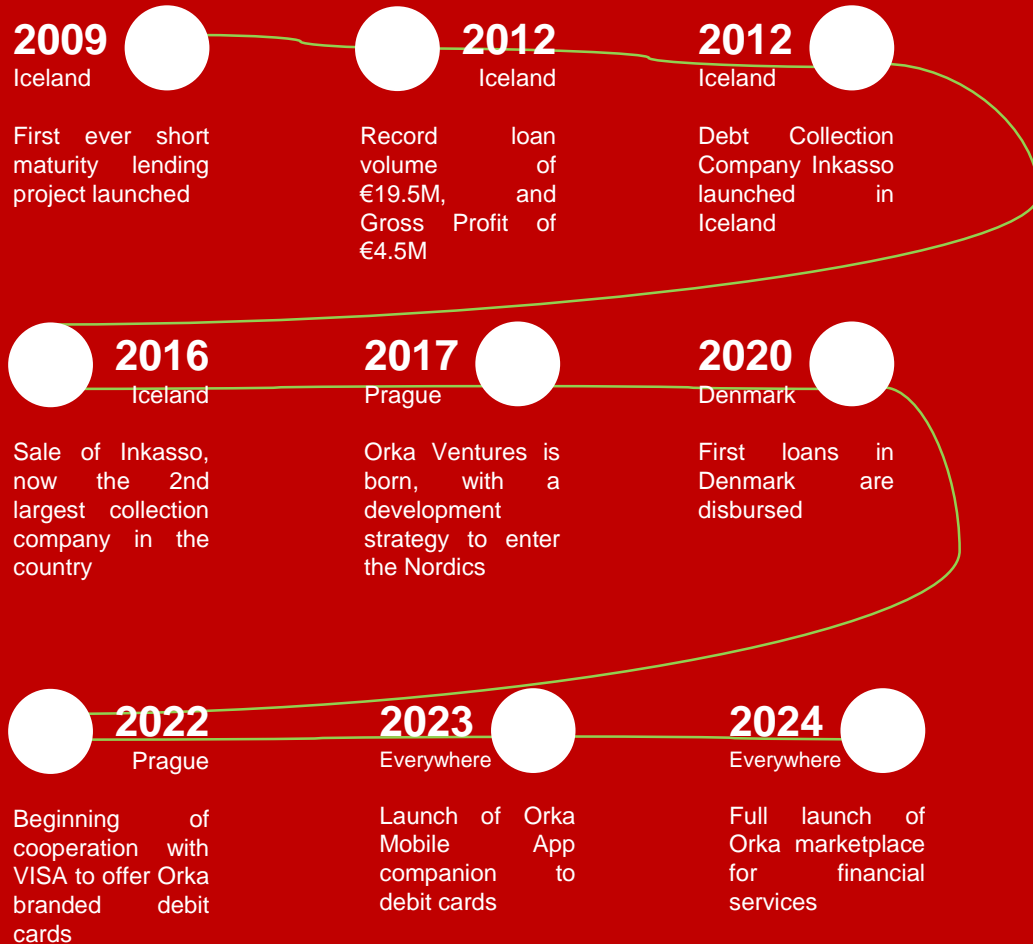 2009
Iceland
First ever short
maturity lending
project launched
2012
Iceland
Record loan
volume of
€19.5M, and
Gross Profit of
€4.5M
2012
Iceland
Debt Collection
Company Inkasso
launched in
Iceland
2016
Iceland
Sale of Inkasso,
now the 2nd
largest collection
company in the
country
2017
Prague
Orka Ventures is
born, with a
development
strategy to enter
the Nordics
2020
Denmark
First loans in
Denmark are
disbursed
2022
Prague
Beginning of
cooperation with
VISA to offer Orka
branded debit
cards
2023
Everywhere
Launch of Orka
Mobile App
companion to
debit cards
2024
Everywhere
Full launch of
Orka marketplace
for financial
services